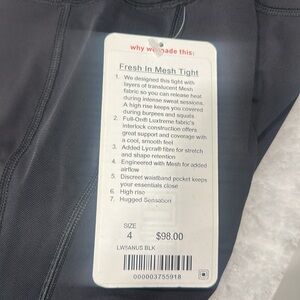 why we made this:
Fresh In Mesh Tight
1. We designed this tight with
layers of translucent Mesh
fabric so you can release heat
during intense sweat sessions.
A high rise keeps you covered
during burpees and squats
2. Full-On® Luxtreme fabric's
interlock construction offers
great support and coverage with
a cool, smooth feel
3. Added Lycra® fibre for stretch
and shape retention
4. Engineered with Mesh for added
airflow
5. Discreet waistband pocket keeps
your essentials close
6. High rise
7. Hugged Sensation
SIZE
4 $98.00
LW5ANUS BLK
000003755918